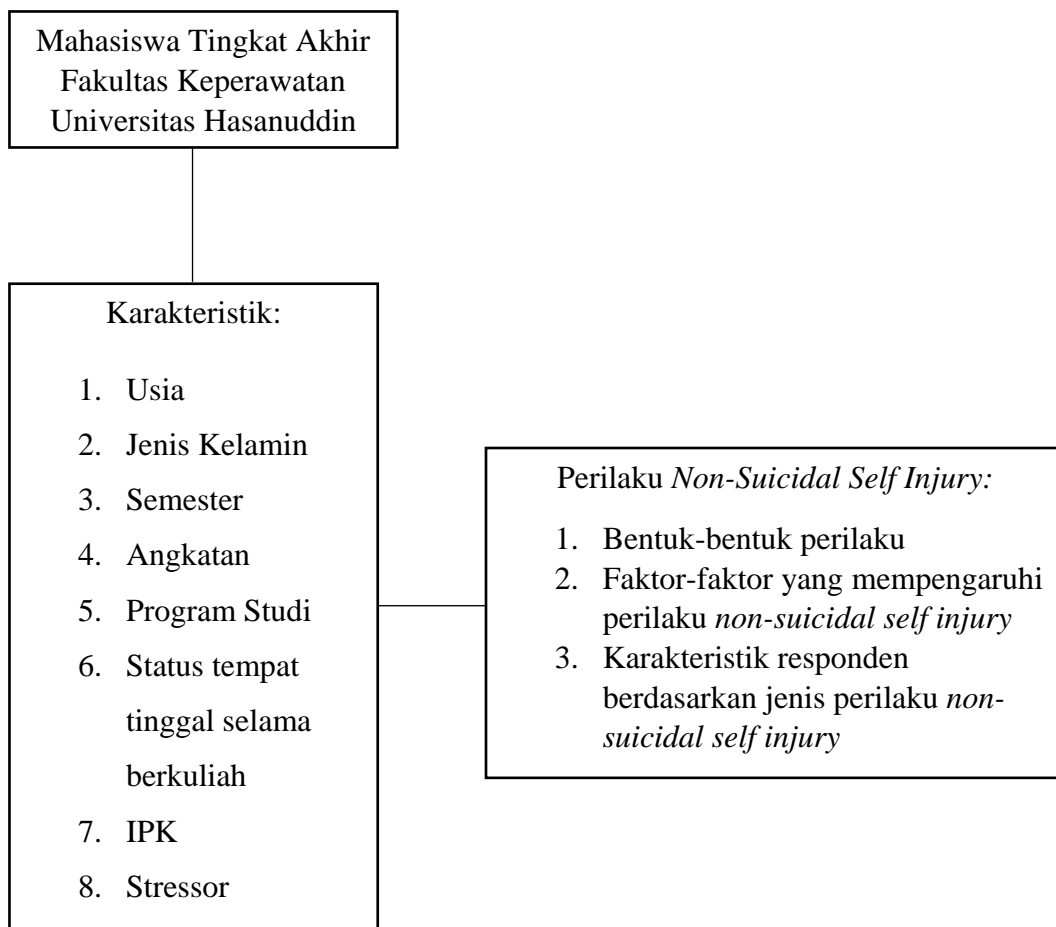 Mahasiswa Tingkat Akhir
Fakultas Keperawatan
Universitas Hasanuddin
Karakteristik:
1. Usia
2. Jenis Kelamin
3. Semester
4. Angkatan
5. Program Studi
6. Status tempat
tinggal selama
berkuliah
7. IPK
8. Stressor
Perilaku Non-Suicidal Self Injury:
1. Bentuk-bentuk perilaku
2. Faktor-faktor yang mempengaruhi
perilaku non-suicidal self injury
3. Karakteristik responden
berdasarkan jenis perilaku non-
suicidal self injury